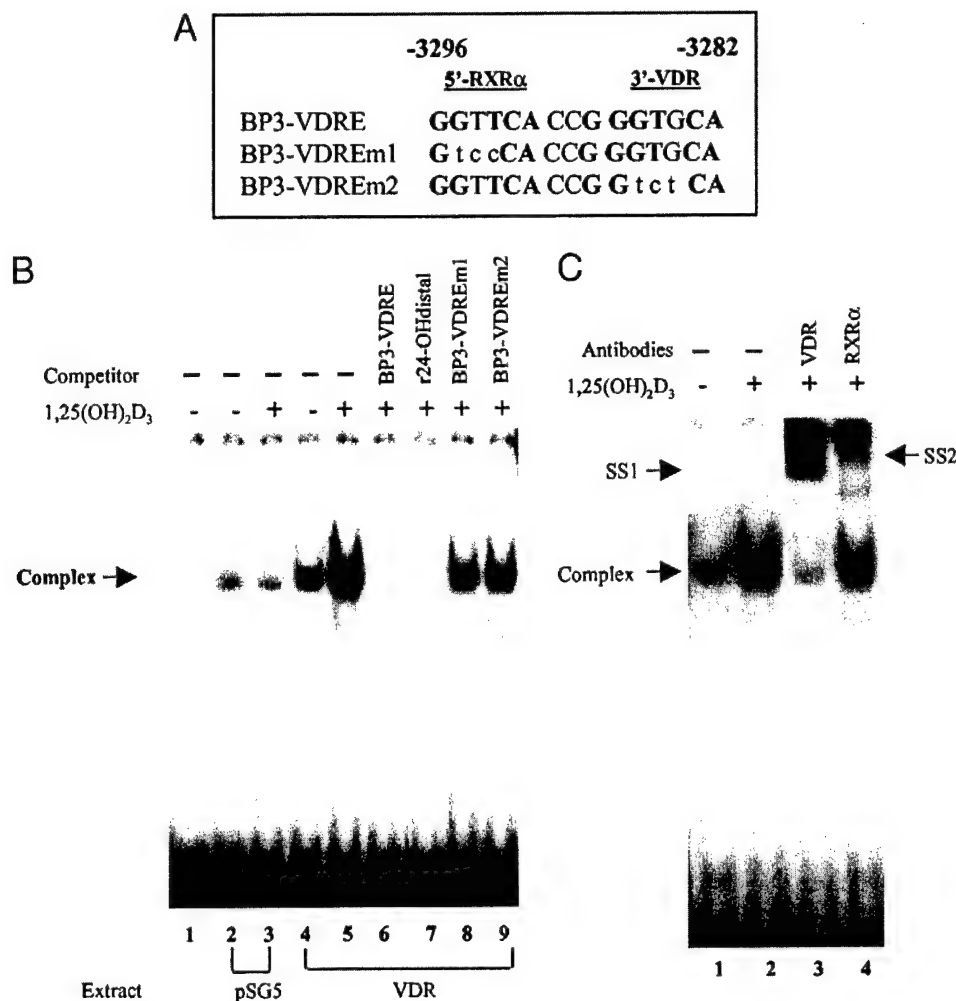 A
-3296 -3282
5'-RXRα 3'-VDR
BP3-VDRE GGTTCA CCG GGTGCA
BP3-VDREm1 GtccCA CCG GGTGCA
BP3-VDREm2 GGTTCA CCG GtctCA
B
BP3-VDRE
r24-OHdistal
BP3-VDREm1
BP3-VDREm2
Competitor – – – – –
1,25(OH)₂D₃ - - + - + + + + +
Complex
1 2 3 4 5 6 7 8 9
Extract pSG5 VDR
C
VDR
RXRα
Antibodies – –
1,25(OH)₂D₃ - + + +
SS1 SS2
Complex
1 2 3 4